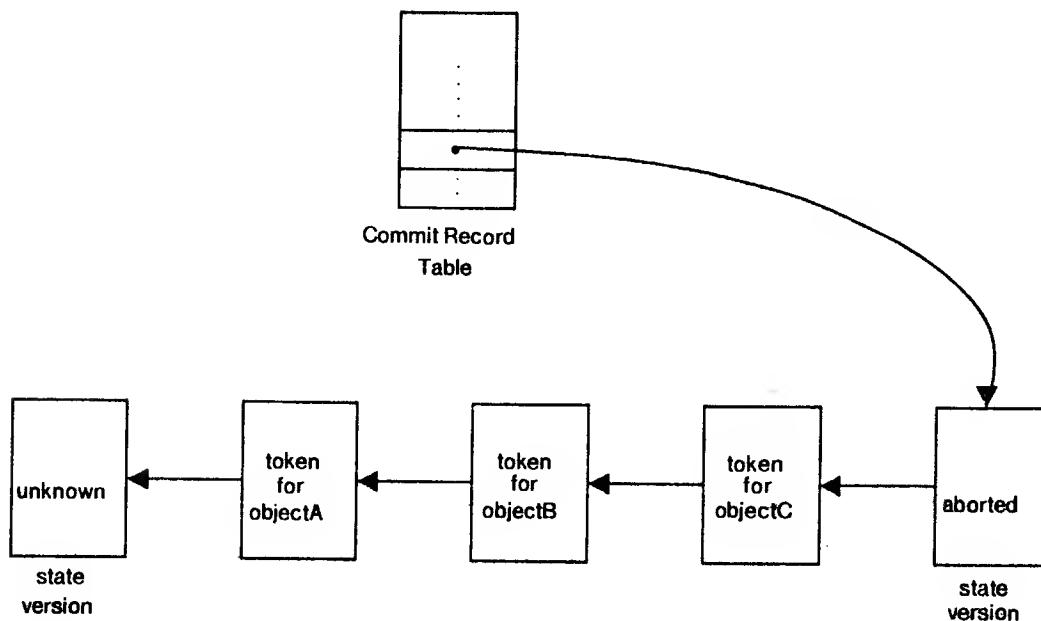 Commit Record
Table
unknown
state
version
token
for
objectA
token
for
objectB
token
for
objectC
aborted
state
version